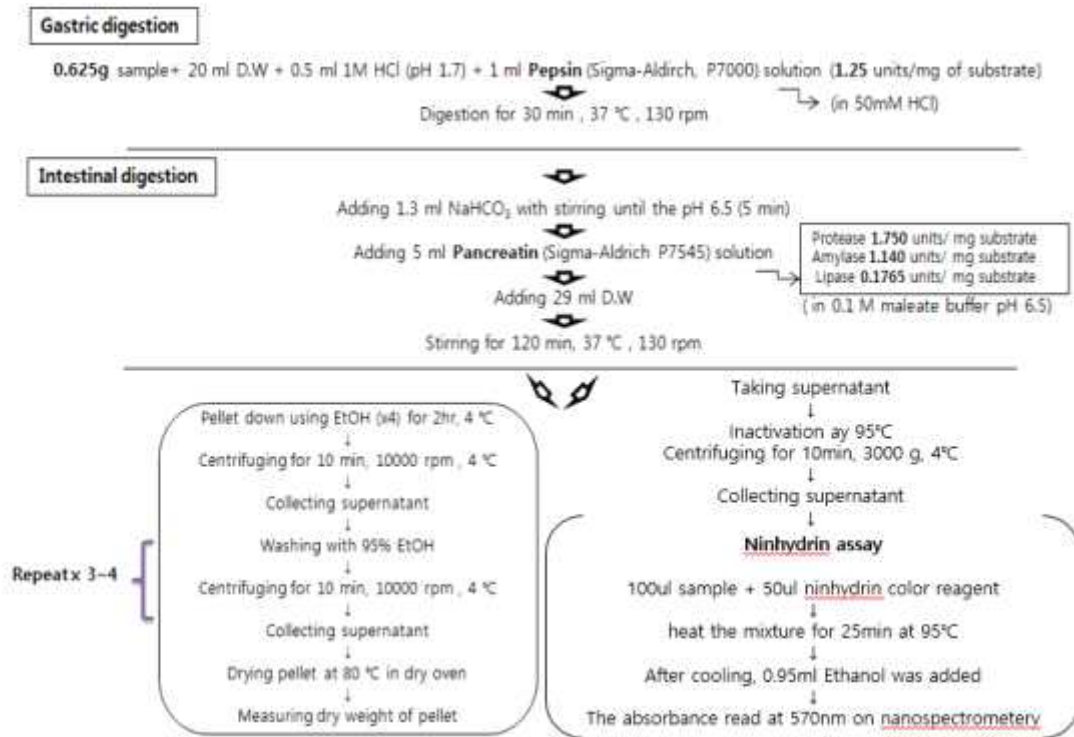 Gastric digestion
0.625g sample+ 20 ml D.W + 0.5 ml 1M HCl (pH 1.7) + 1 ml Pepsin (Sigma-Aldirch, P7000) solution (1.25 units/mg of substrate)
(in 50mM HCl)
Digestion for 30 min , 37 ℃ , 130 rpm
Intestinal digestion
Adding 1.3 ml NaHCO₃ with stirring until the pH 6.5 (5 min)
Adding 5 ml Pancreatin (Sigma-Aldrich P7545) solution
Protease 1.750 units/ mg substrate
Amylase 1.140 units/ mg substrate
Lipase 0.1765 units/ mg substrate
( in 0.1 M maleate buffer pH 6.5)
Adding 29 ml D.W
Stirring for 120 min, 37 ℃ , 130 rpm
Pellet down using EtOH (x4) for 2hr, 4 ℃
Centrifuging for 10 min, 10000 rpm , 4 ℃
Collecting supernatant
Washing with 95% EtOH
Repeat x 3~4
Centrifuging for 10 min, 10000 rpm , 4 ℃
Collecting supernatant
Drying pellet at 80 ℃ in dry oven
Measuring dry weight of pellet
Taking supernatant
Inactivation ay 95℃
Centrifuging for 10min, 3000 g, 4℃
Collecting supernatant
Ninhydrin assay
100ul sample + 50ul ninhydrin color reagent
heat the mixture for 25min at 95℃
After cooling, 0.95ml Ethanol was added
The absorbance read at 570nm on nanospectrometery